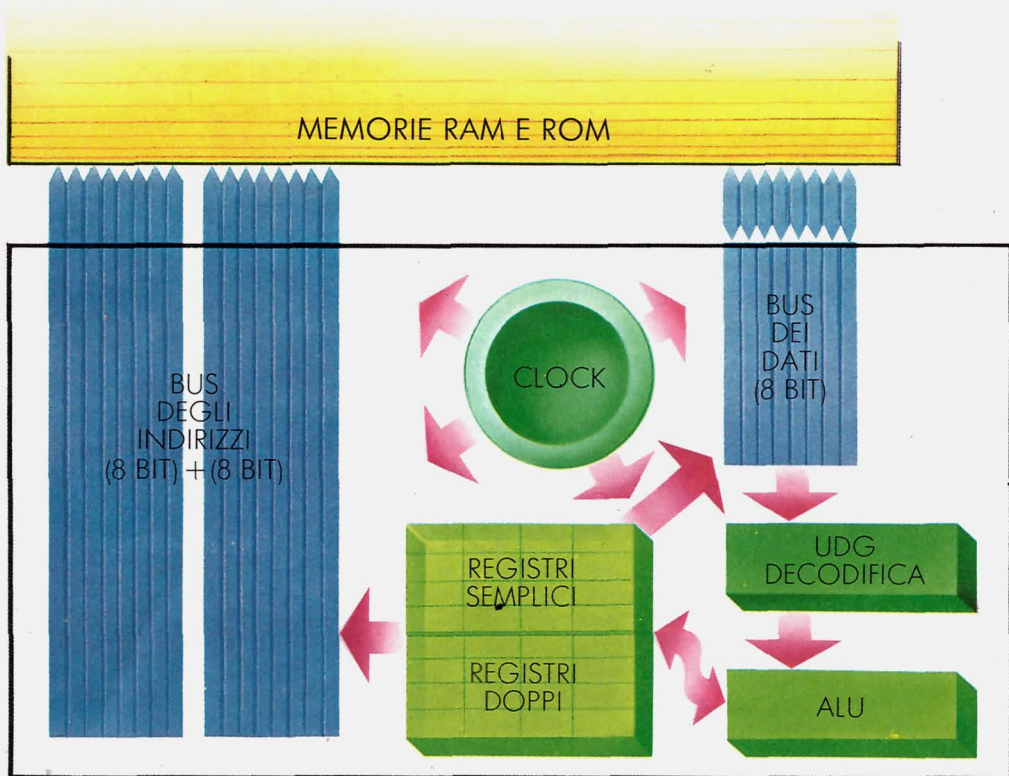 MEMORIE RAM E ROM
BUS
DEGLI
INDIRIZZI
(8 BIT) + (8 BIT)
CLOCK
BUS
DEI
DATI
(8 BIT)
REGISTRI
SEMPLICI
REGISTRI
DOPPI
UDG
DECODIFICA
ALU